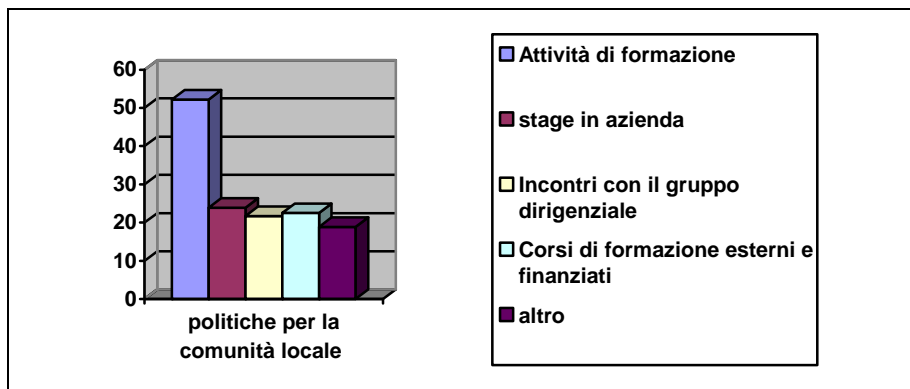 60
50
40
30
20
10
0
politiche per la
comunità locale
Attività di formazione
stage in azienda
Incontri con il gruppo
dirigenziale
Corsi di formazione esterni e
finanziati
altro